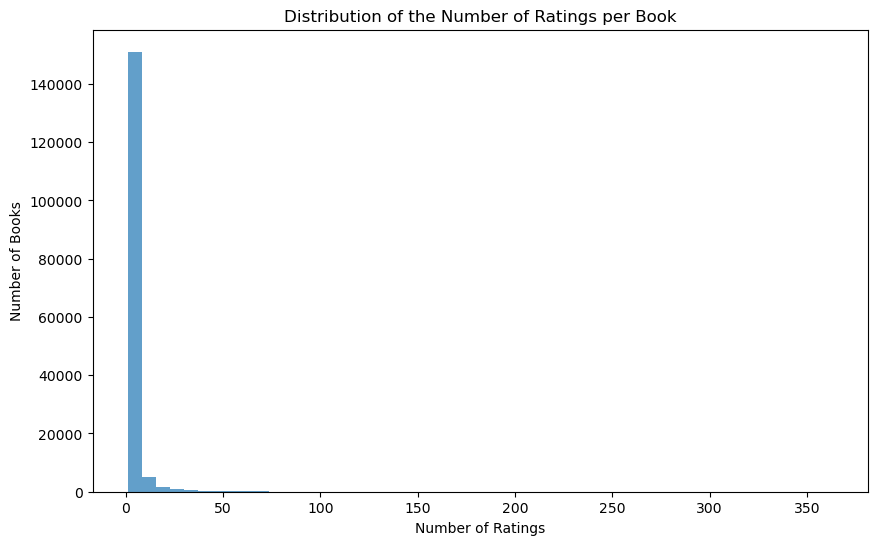 Distribution of the Number of Ratings per Book
Number of Books
140000
120000
100000
80000
60000
40000
20000
0
0 50 100 150 200 250 300 350
Number of Ratings